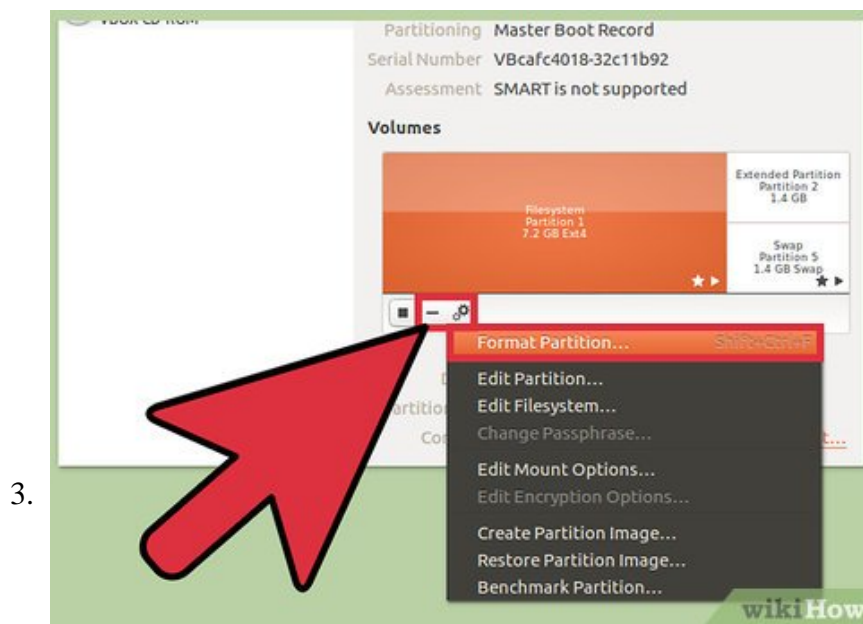 VBOX CD-ROM
Partitioning Master Boot Record
Serial Number VBcafc4018-32c11b92
Assessment SMART is not supported
Volumes
Filesystem
Partition 1
7.2 GB Ext4
Extended Partition
Partition 2
1.4 GB
Swap
Partition 5
1.4 GB Swap
Format Partition... Shift+Ctrl+F
Edit Partition...
Edit Filesystem...
Change Passphrase...
Edit Mount Options...
Edit Encryption Options...
Create Partition Image...
Restore Partition Image...
Benchmark Partition...
3.
wikiHow